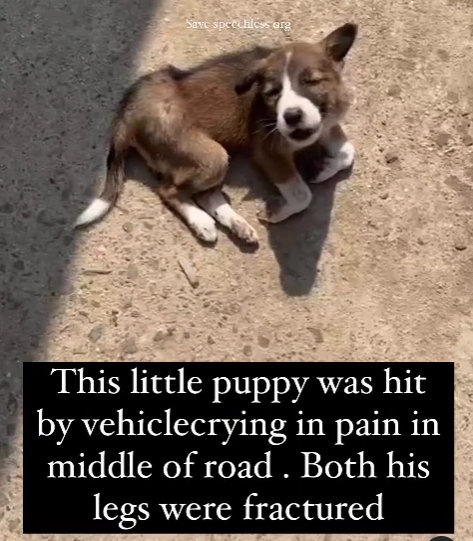 Save speechless org
This little puppy was hit
by vehiclecrying in pain in
middle of road . Both his
legs were fractured